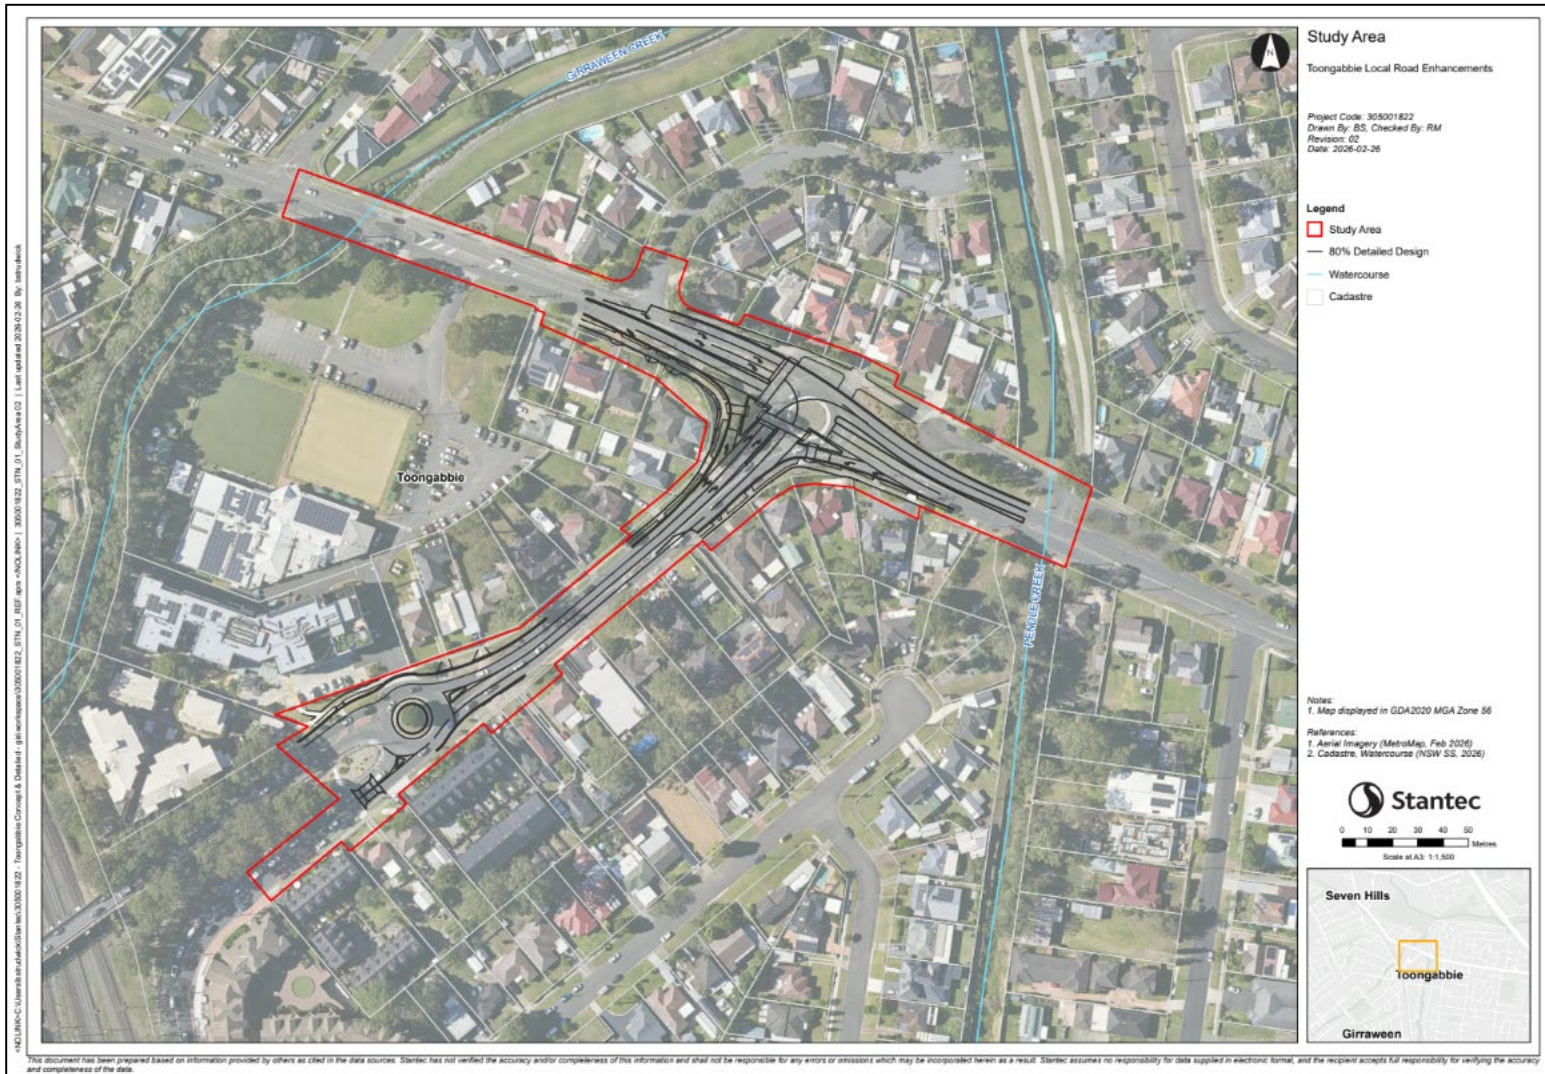 Study Area
Toongabbie Local Road Enhancements
Project Code: 305001822
Drawn By: BS, Checked By: RM
Revision: 02
Date: 2026-02-26
Legend
Study Area
80% Detailed Design
Watercourse
Cadastre
GIRRAWEEN CREEK
Toongabbie
PENDLE CREEK
N
Notes:
1. Map displayed in GDA2020 MGA Zone 56
References:
1. Aerial Imagery (MetroMap, Feb 2026)
2. Cadastre, Watercourse (NSW SS, 2026)
Stantec
0 10 20 30 40 50
Metres
Scale at A3: 1:1,500
Seven Hills
Toongabbie
Girraween
This document has been prepared based on information provided by others as cited in the data sources. Stantec has not verified the accuracy and/or completeness of this information and shall not be responsible for any errors or omissions which may be incorporated herein as a result. Stantec assumes no responsibility for data supplied in electronic format, and the recipient accepts full responsibility for verifying the accuracy
and completeness of the data.